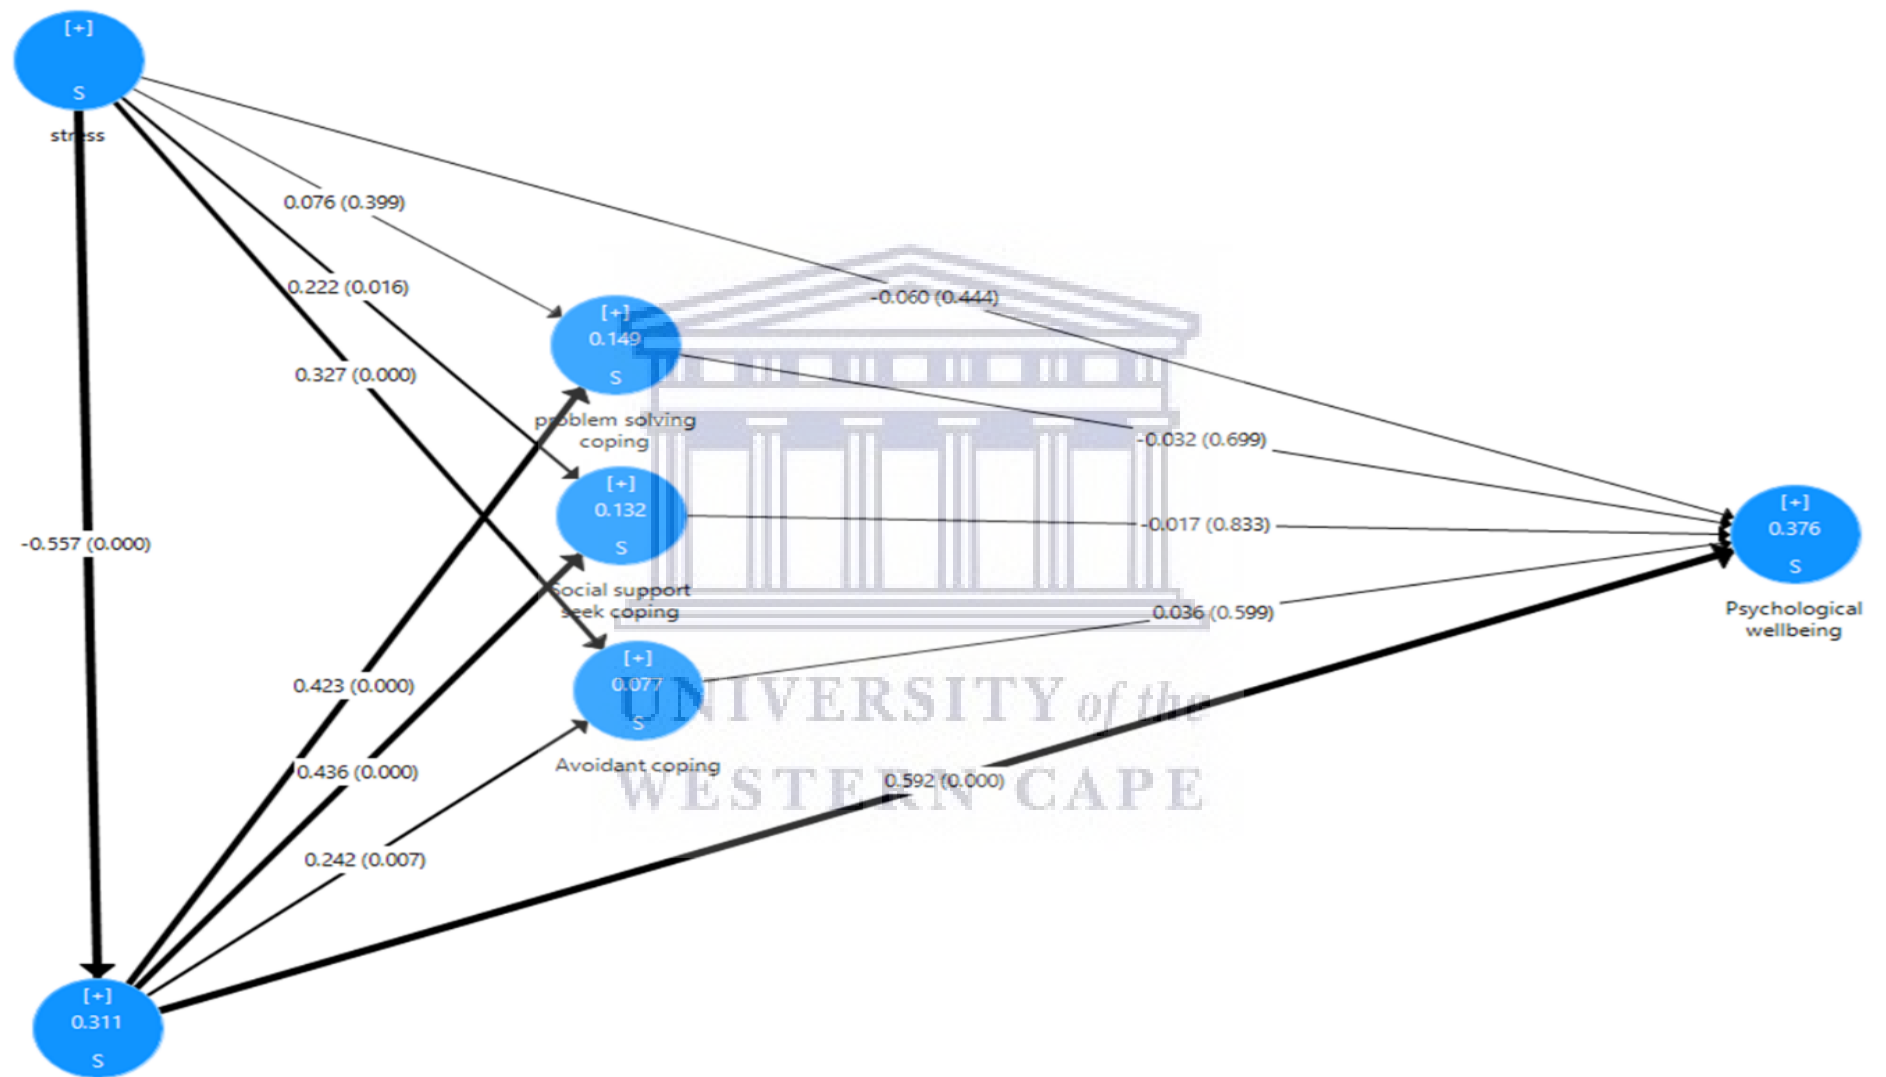 [+]
S
stress
0.076 (0.399)
0.222 (0.016)
0.327 (0.000)
-0.060 (0.444)
[+]
0.149
S
problem solving
coping
-0.032 (0.699)
[+]
0.132
S
Social support
seek coping
-0.017 (0.833)
[+]
0.376
S
Psychological
wellbeing
-0.557 (0.000)
0.036 (0.599)
[+]
0.077
S
Avoidant coping
0.423 (0.000)
0.436 (0.000)
0.592 (0.000)
0.242 (0.007)
[+]
0.311
S
UNIVERSITY of the
WESTERN CAPE